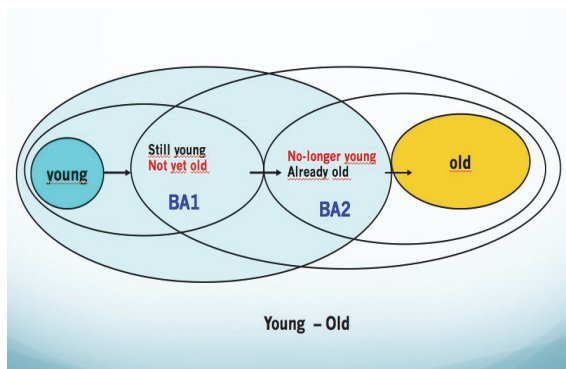 young
Still young
Not yet old
BA1
No-longer young
Already old
BA2
old
Young – Old